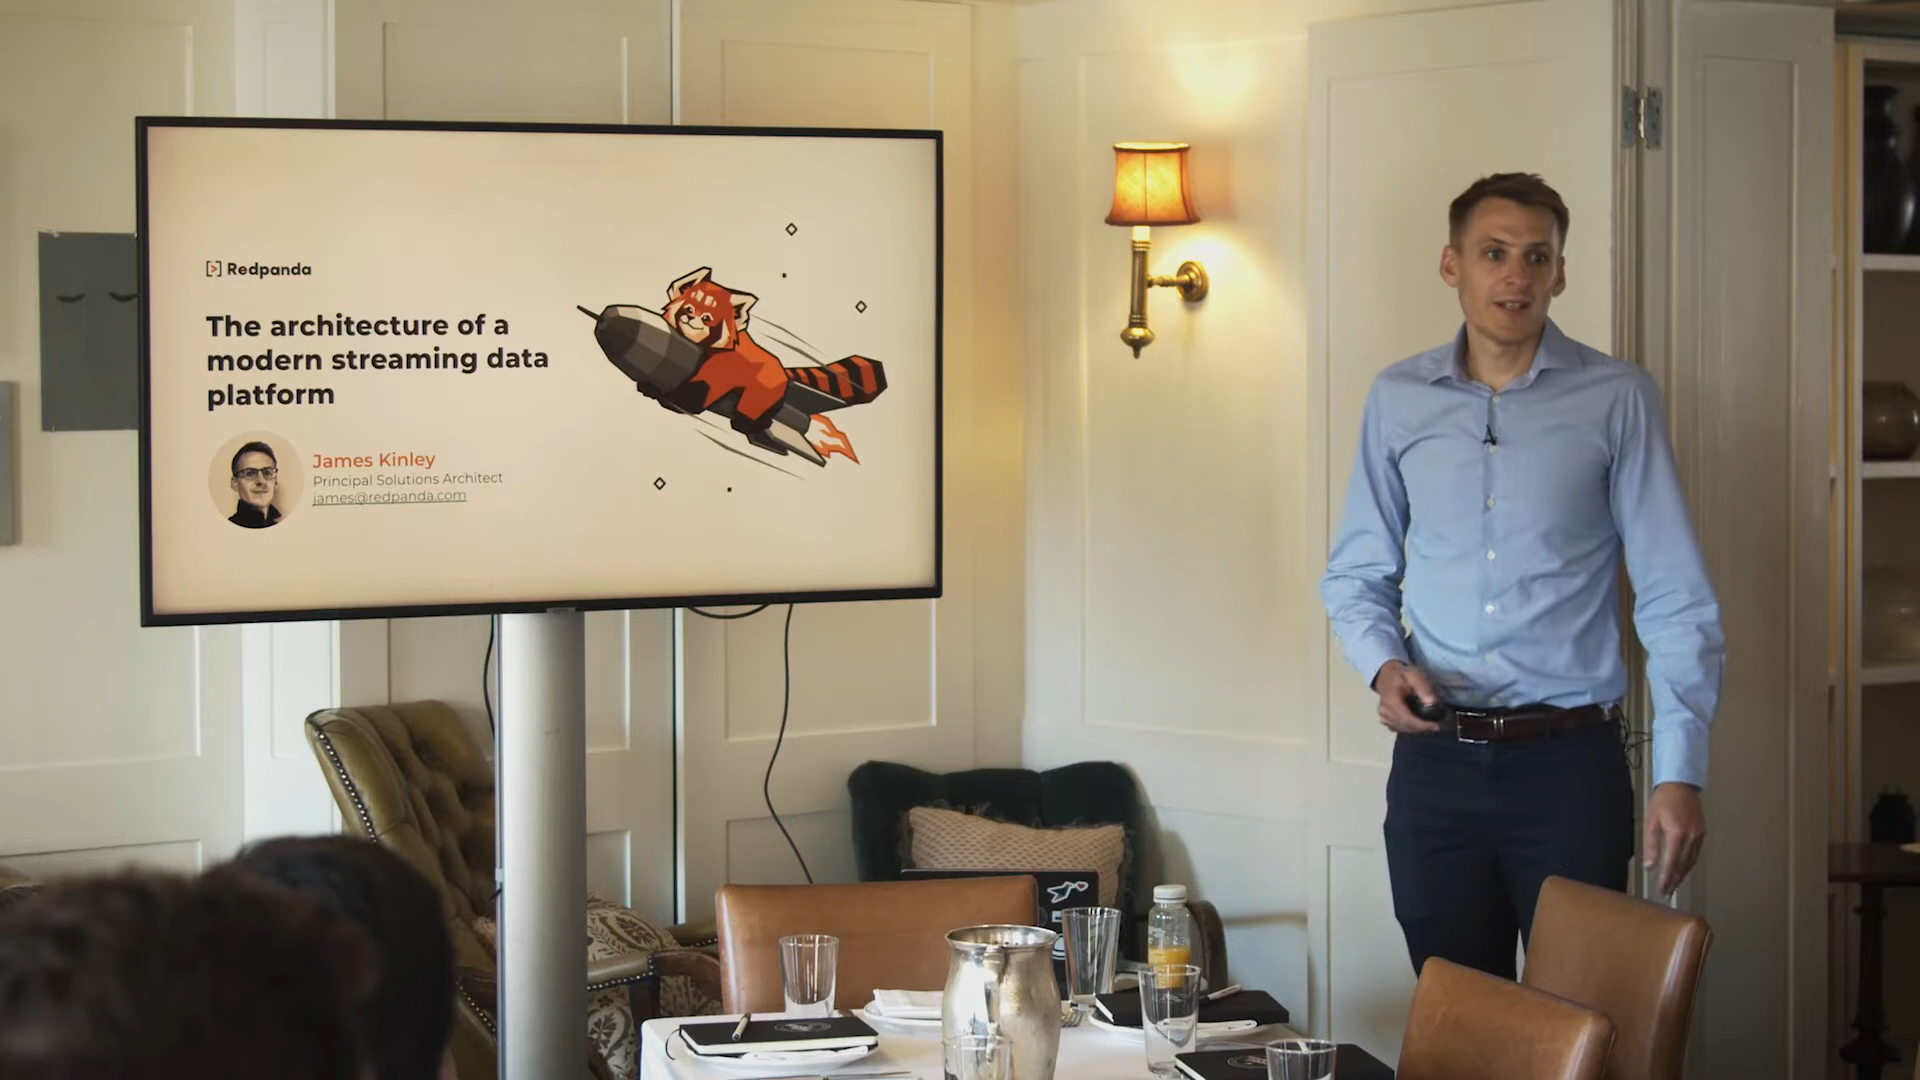 Redpanda
The architecture of a
modern streaming data
platform
James Kinley
Principal Solutions Architect
james@redpanda.com